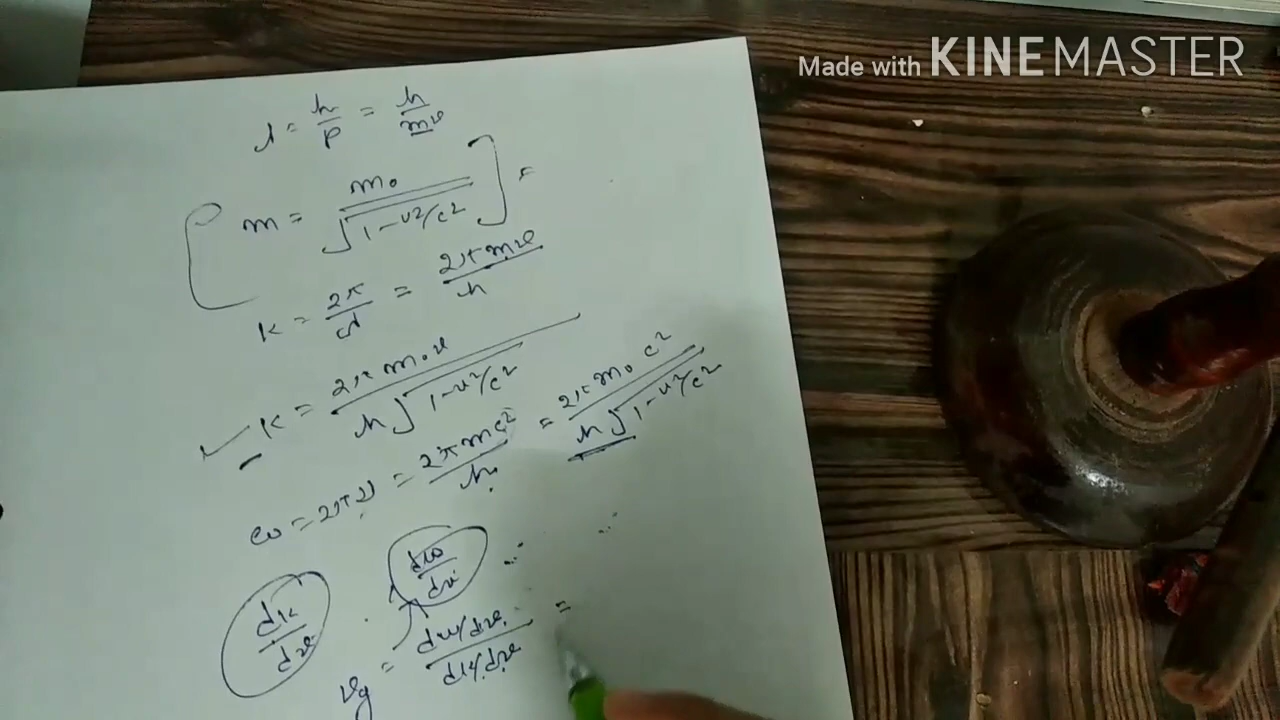 Made with KINEMASTER
λ = h/p = h/mv
[ m = m₀/√1-v²/c² ] =
K = 2π/λ = 2πmv/h
✓ K = 2πm₀v/h√1-v²/c²
ω = 2πν = 2πmc²/h = 2πm₀c²/h√1-v²/c²
dK/dv dω/dv
vg = dω/dv/dK/dv =